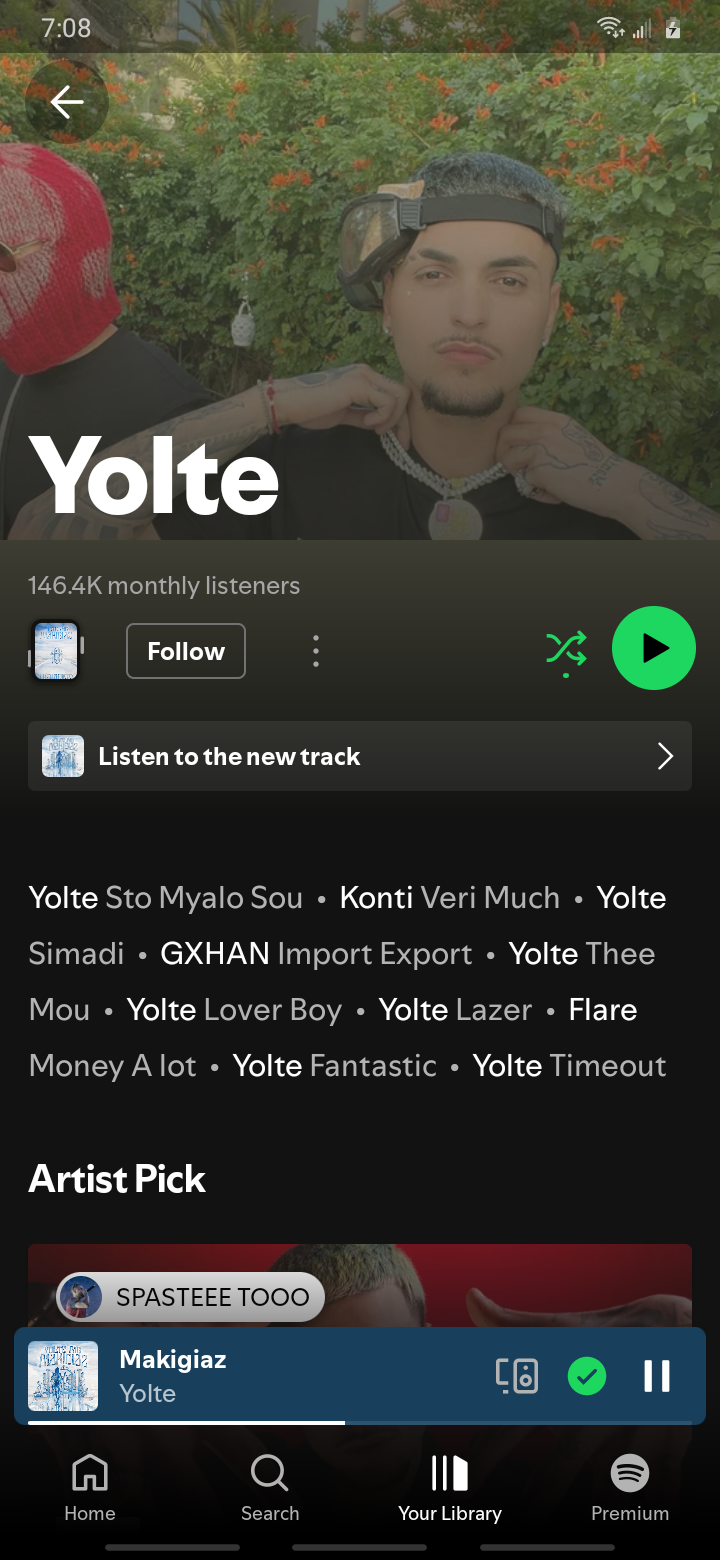 7:08
Yolte
146.4K monthly listeners
Follow
Listen to the new track
Yolte Sto Myalo Sou • Konti Veri Much • Yolte
Simadi • GXHAN Import Export • Yolte Thee
Mou • Yolte Lover Boy • Yolte Lazer • Flare
Money A lot • Yolte Fantastic • Yolte Timeout
Artist Pick
SPASTEEE TOOO
Makigiaz
Yolte
Home Search Your Library Premium